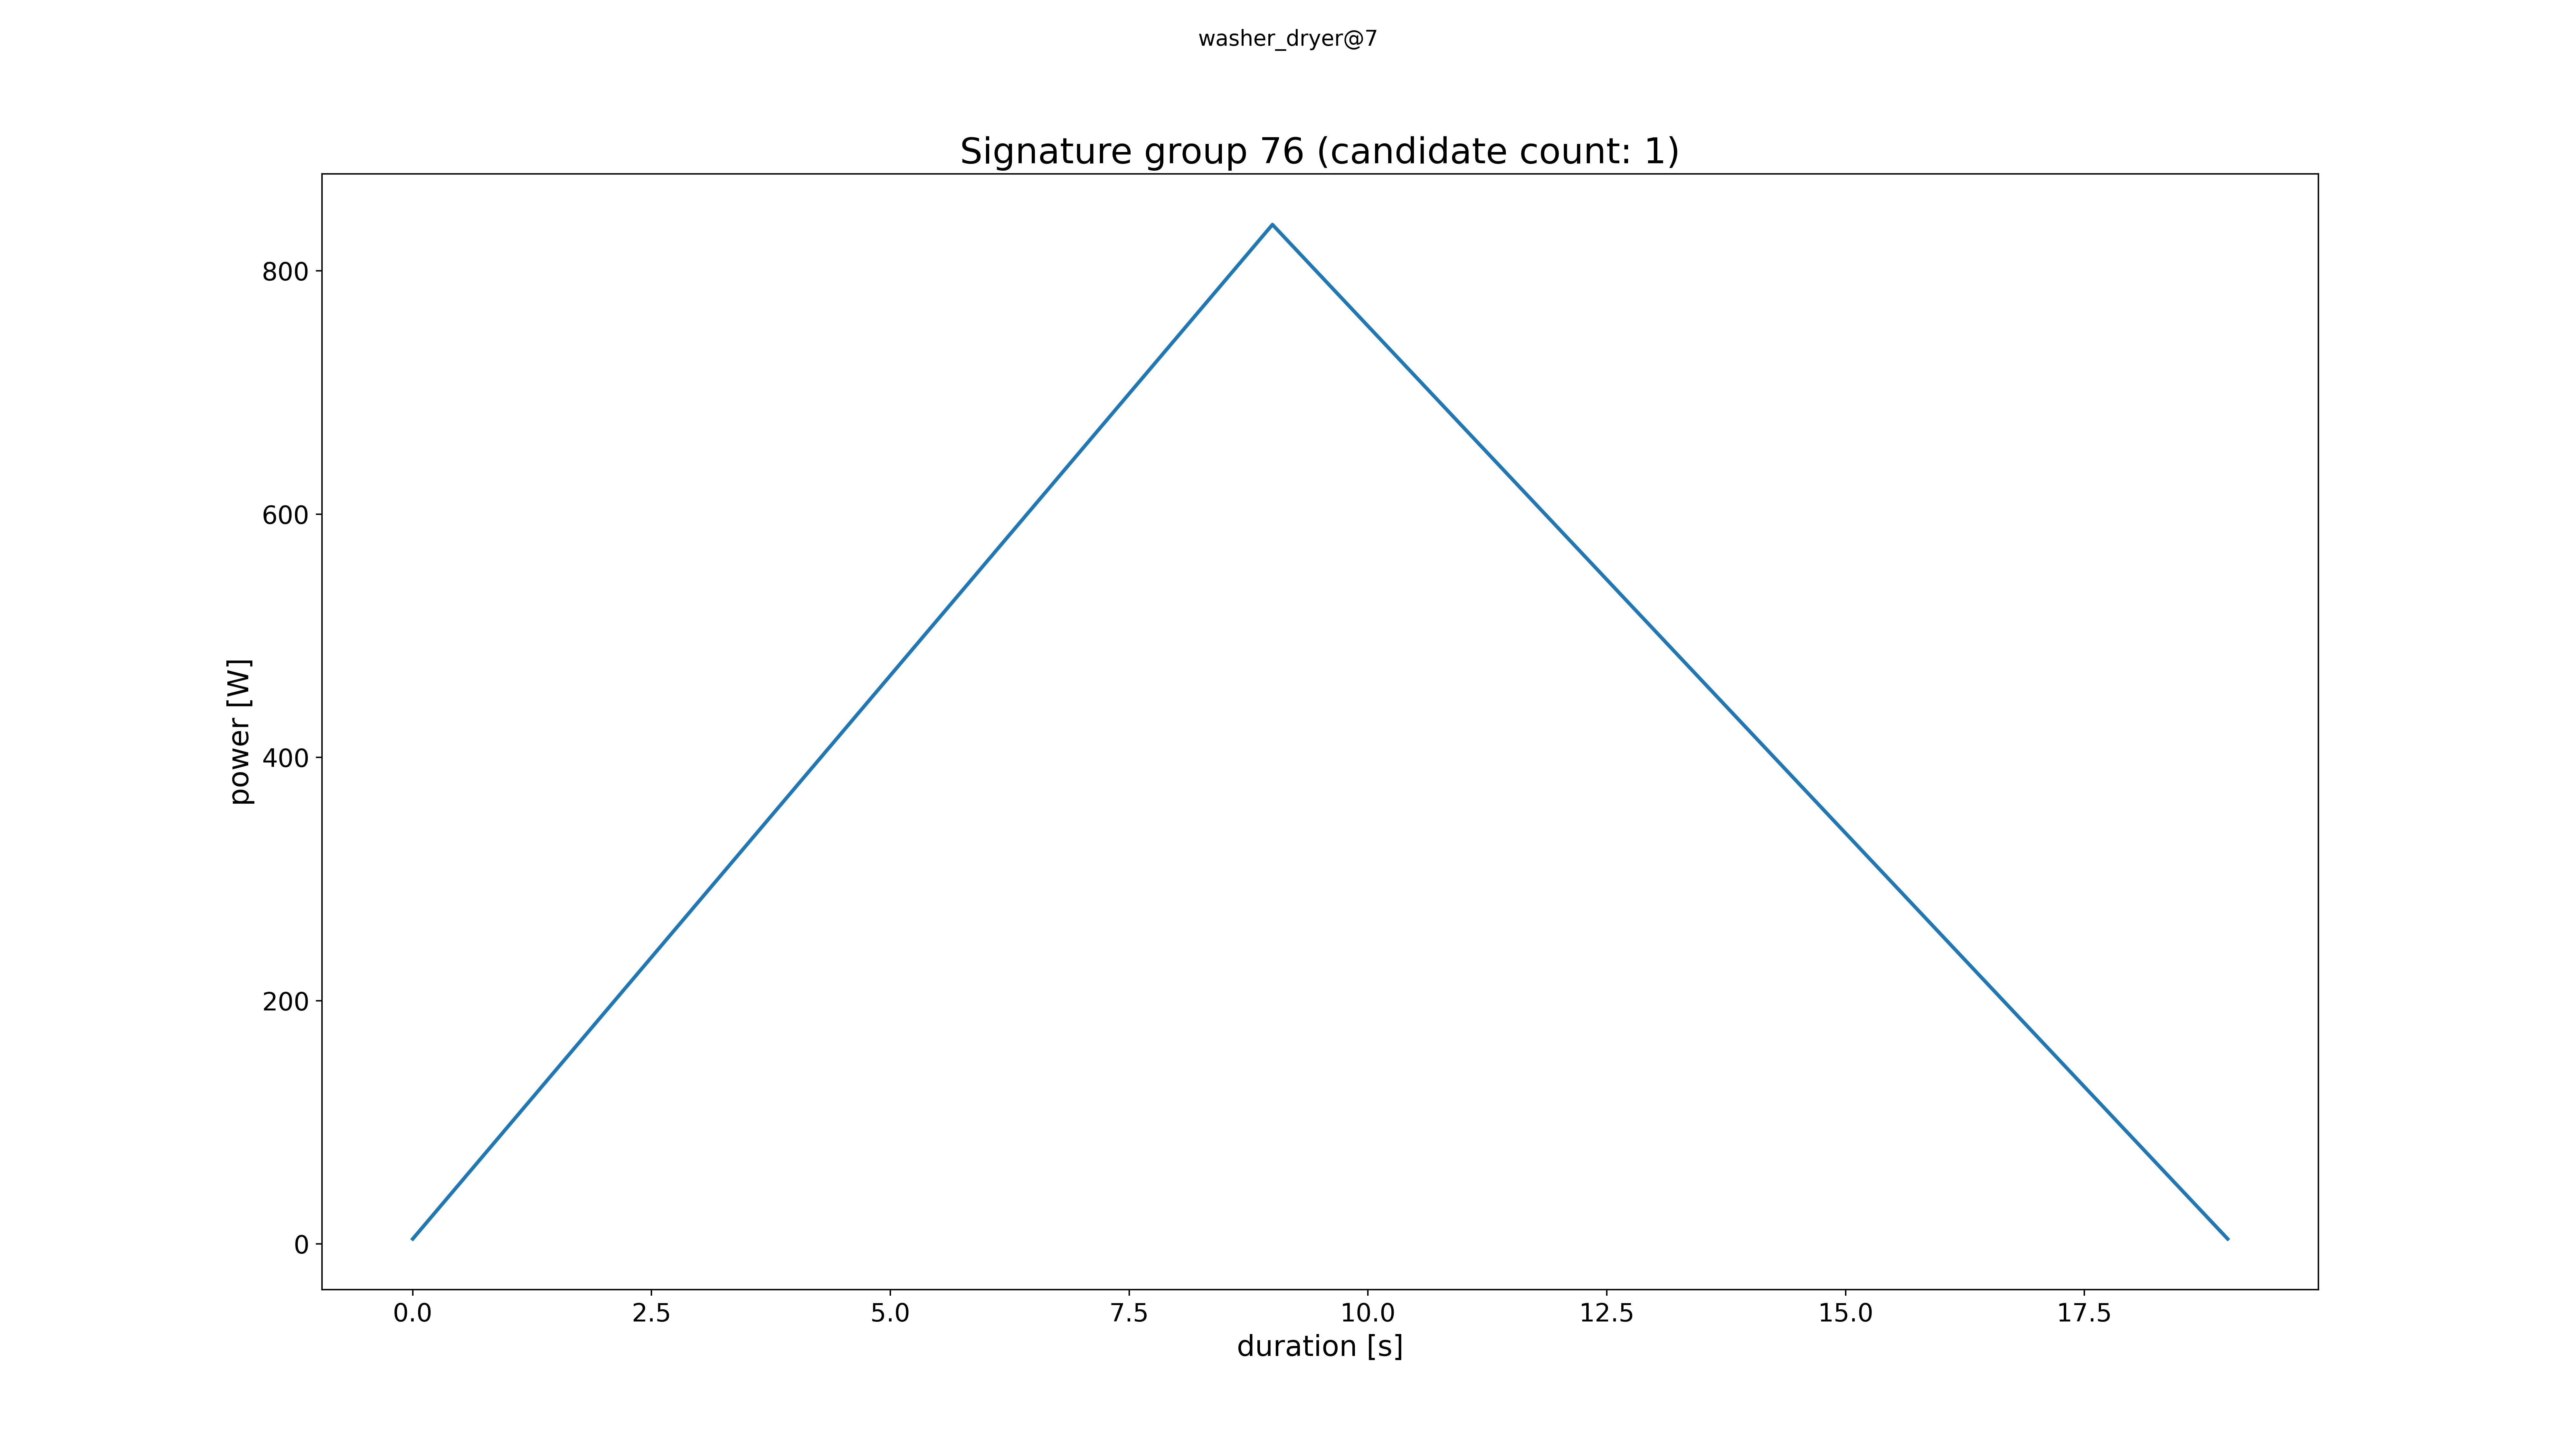 washer_dryer@7
Signature group 76 (candidate count: 1)
800
600
400
200
0
power [W]
0.0 2.5 5.0 7.5 10.0 12.5 15.0 17.5
duration [s]